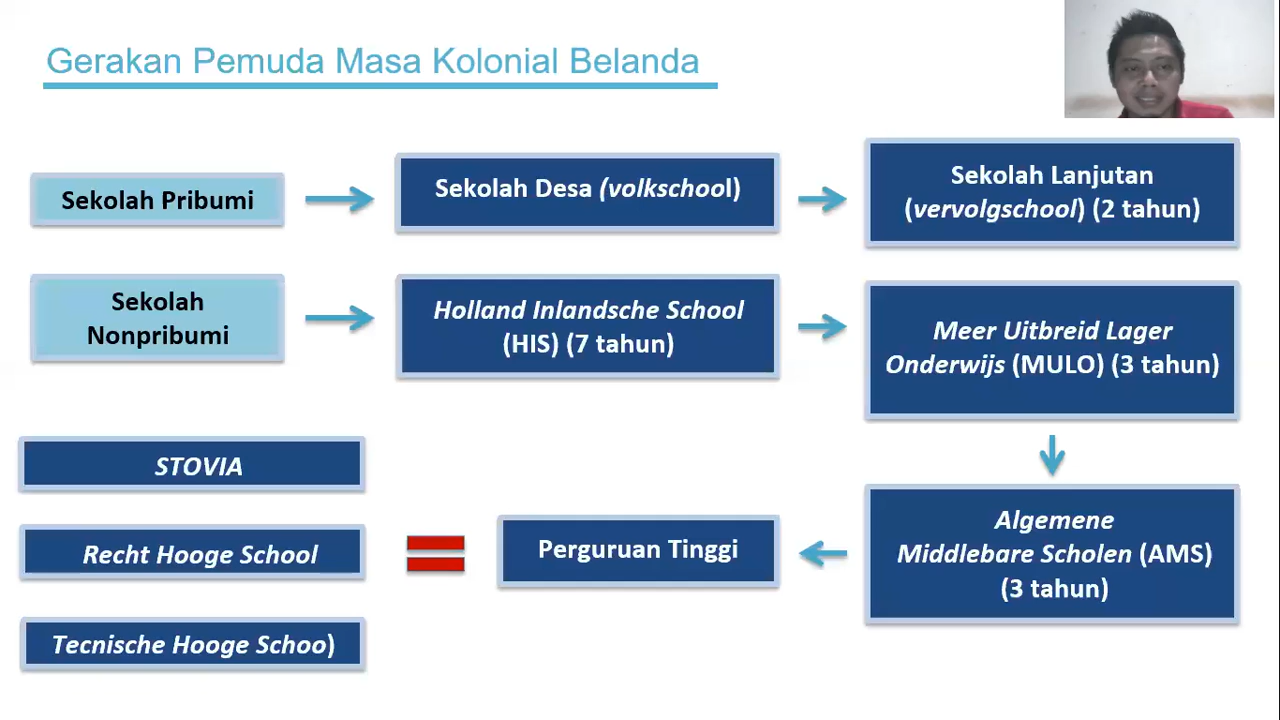 Gerakan Pemuda Masa Kolonial Belanda
Sekolah Pribumi
Sekolah Desa (volkschool)
Sekolah Lanjutan
(vervolgschool) (2 tahun)
Sekolah
Nonpribumi
Holland Inlandsche School
(HIS) (7 tahun)
Meer Uitbreid Lager
Onderwijs (MULO) (3 tahun)
Algemene
Middlebare Scholen (AMS)
(3 tahun)
Perguruan Tinggi
STOVIA
Recht Hooge School
Tecnische Hooge Schoo)